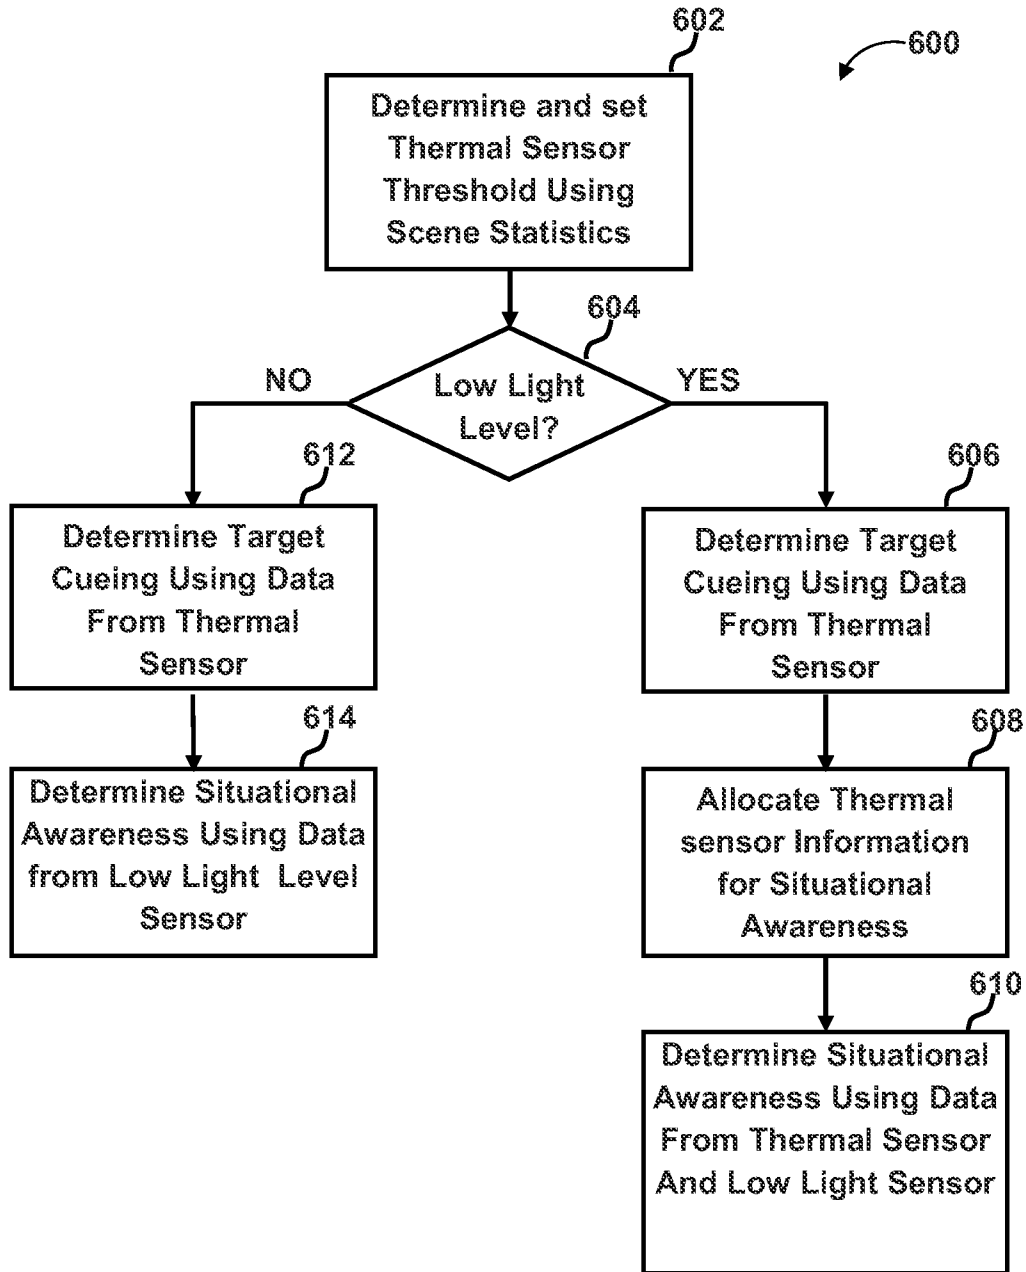 602
600
Determine and set
Thermal Sensor
Threshold Using
Scene Statistics
604
NO
YES
Low Light
Level?
612
Determine Target
Cueing Using Data
From Thermal
Sensor
606
Determine Target
Cueing Using Data
From Thermal
Sensor
614
Determine Situational
Awareness Using Data
from Low Light Level
Sensor
608
Allocate Thermal
sensor Information
for Situational
Awareness
610
Determine Situational
Awareness Using Data
From Thermal Sensor
And Low Light Sensor